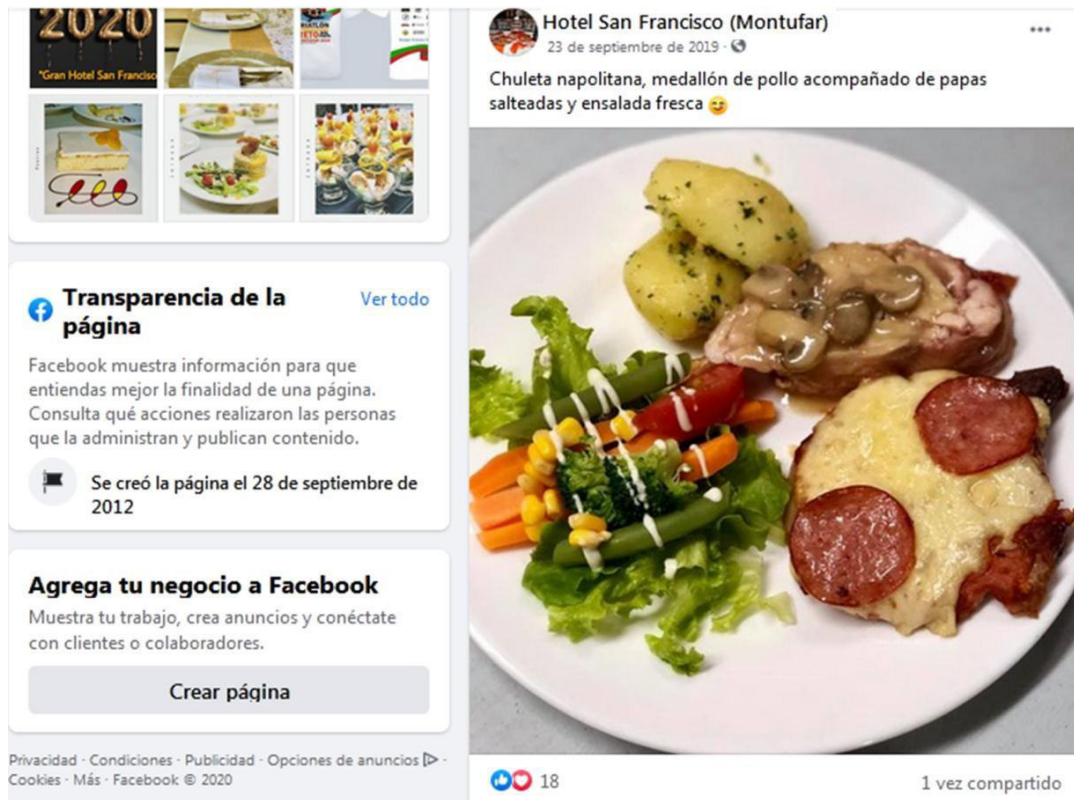 2020
"Gran Hotel San Francisco
Transparencia de la
página
Ver todo
Facebook muestra información para que
entiendas mejor la finalidad de una página.
Consulta qué acciones realizaron las personas
que la administran y publican contenido.
Se creó la página el 28 de septiembre de
2012
Agrega tu negocio a Facebook
Muestra tu trabajo, crea anuncios y conéctate
con clientes o colaboradores.
Crear página
Privacidad · Condiciones · Publicidad · Opciones de anuncios ·
Cookies · Más · Facebook © 2020
Hotel San Francisco (Montufar)
23 de septiembre de 2019 ·
Chuleta napolitana, medallón de pollo acompañado de papas
salteadas y ensalada fresca 😋
18
1 vez compartido